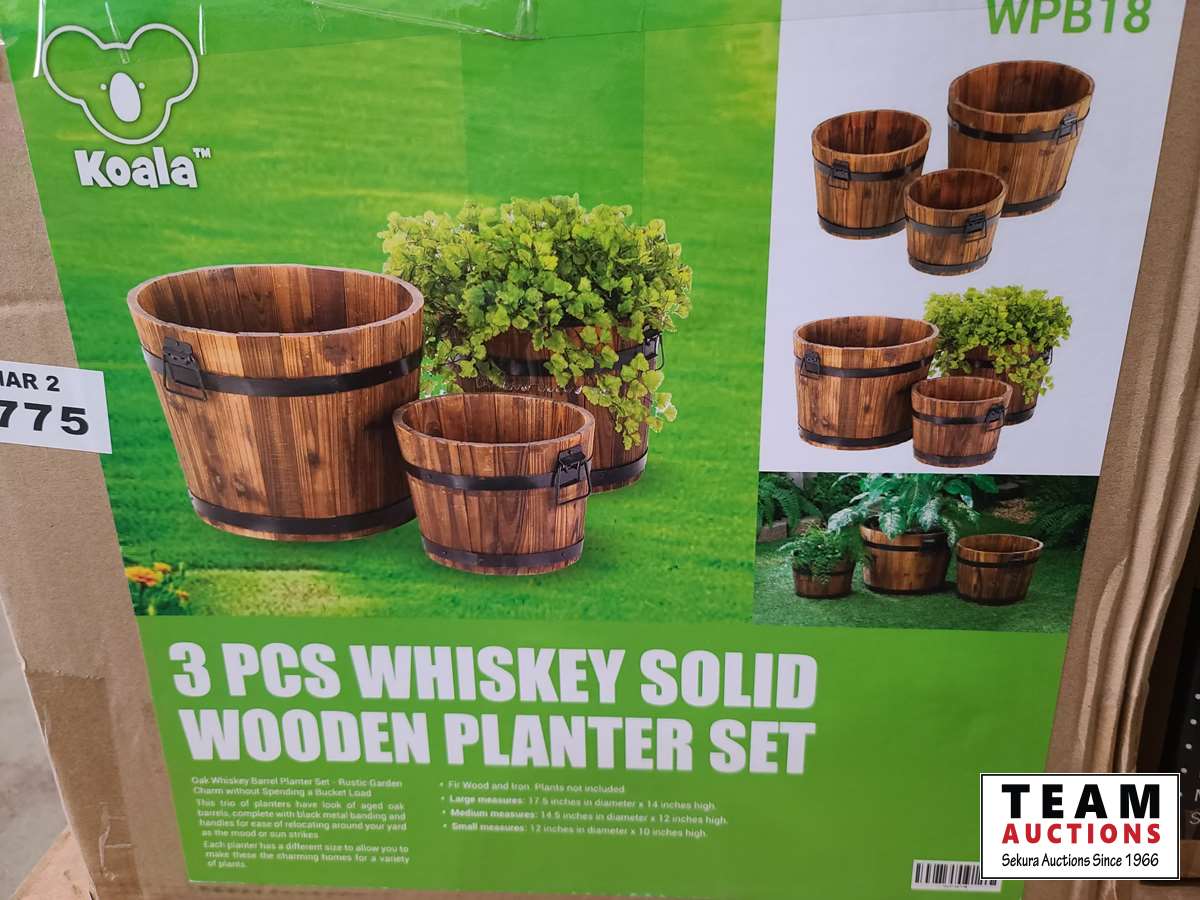 WPB18
Koala™
MAR 2
775
3 PCS WHISKEY SOLID
WOODEN PLANTER SET
Oak Whiskey Barrel Planter Set - Rustic Garden
Charm without Spending a Bucket Load
This trio of planters have look of aged oak
barrels, complete with black metal banding and
handles for ease of relocating around your yard
as the mood or sun strikes
Each planter has a different size to allow you to
make these the charming homes for a variety
of plants.
• Fir Wood and Iron. Plants not included.
• Large measures: 17.5 inches in diameter x 14 inches high.
• Medium measures: 14.5 inches in diameter x 12 inches high.
• Small measures: 12 inches in diameter x 10 inches high.
TEAM
AUCTIONS
Sekura Auctions Since 1966